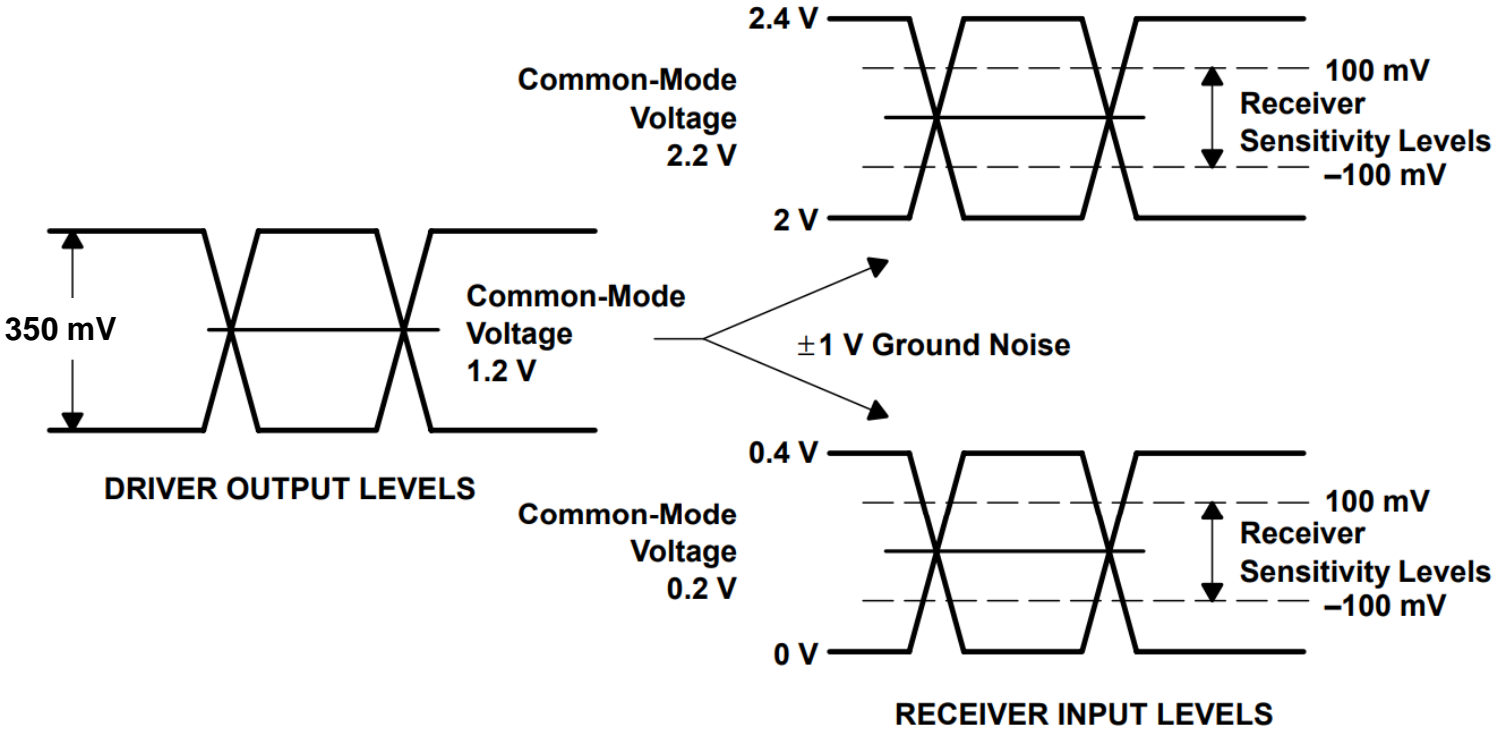 2.4 V
Common-Mode
Voltage
2.2 V
100 mV
Receiver
Sensitivity Levels
–100 mV
2 V
350 mV
Common-Mode
Voltage
1.2 V
±1 V Ground Noise
DRIVER OUTPUT LEVELS
0.4 V
Common-Mode
Voltage
0.2 V
100 mV
Receiver
Sensitivity Levels
–100 mV
0 V
RECEIVER INPUT LEVELS